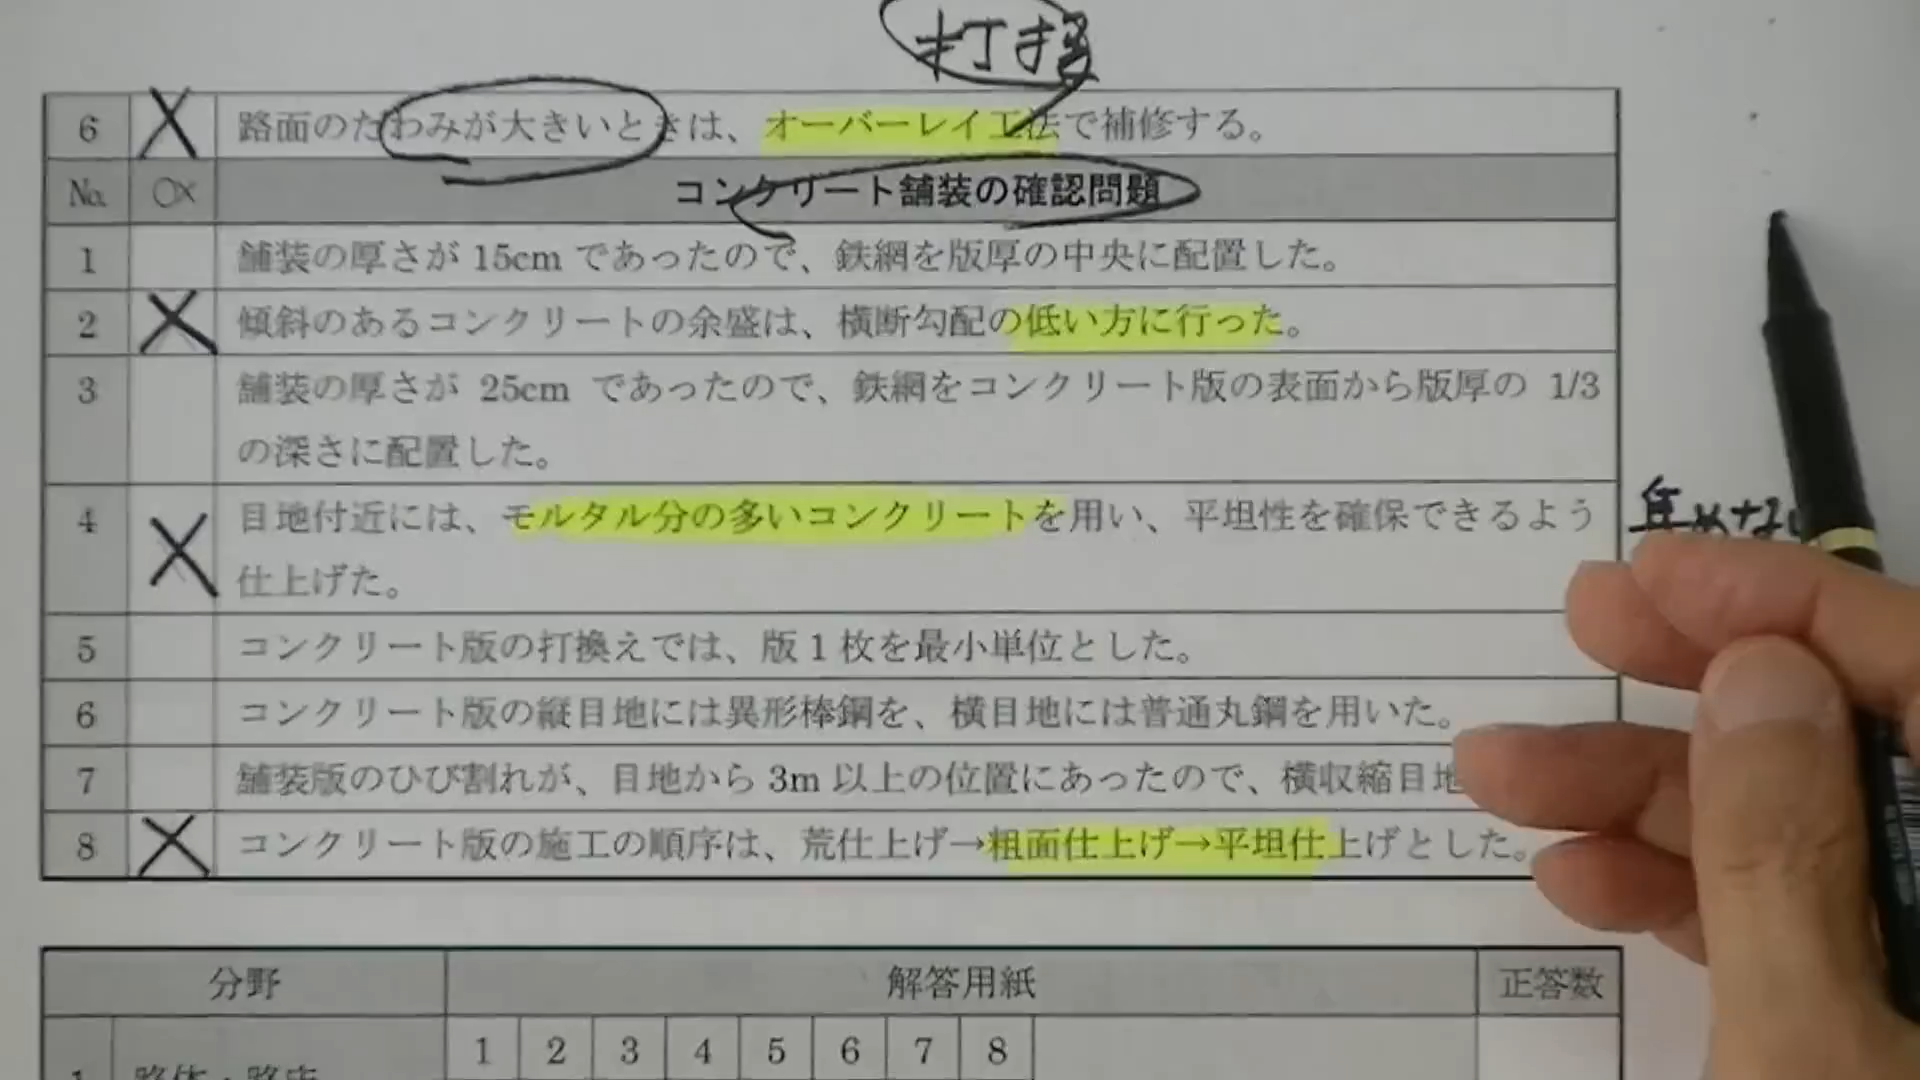 打換
6 × 路面のたわみが大きいときは、オーバーレイ工法で補修する。
No. ○× コンクリート舗装の確認問題
1 舗装の厚さが 15cm であったので、鉄網を版厚の中央に配置した。
2 × 傾斜のあるコンクリートの余盛は、横断勾配の低い方に行った。
3 舗装の厚さが 25cm であったので、鉄網をコンクリート版の表面から版厚の 1/3
の深さに配置した。
4 × 目地付近には、モルタル分の多いコンクリートを用い、平坦性を確保できるよう
仕上げた。
5 コンクリート版の打換えでは、版 1 枚を最小単位とした。
6 コンクリート版の縦目地には異形棒鋼を、横目地には普通丸鋼を用いた。
7 舗装版のひび割れが、目地から 3m 以上の位置にあったので、横収縮目地
8 × コンクリート版の施工の順序は、荒仕上げ→粗面仕上げ→平坦仕上げとした。
分野 解答用紙 正答数
1 2 3 4 5 6 7 8